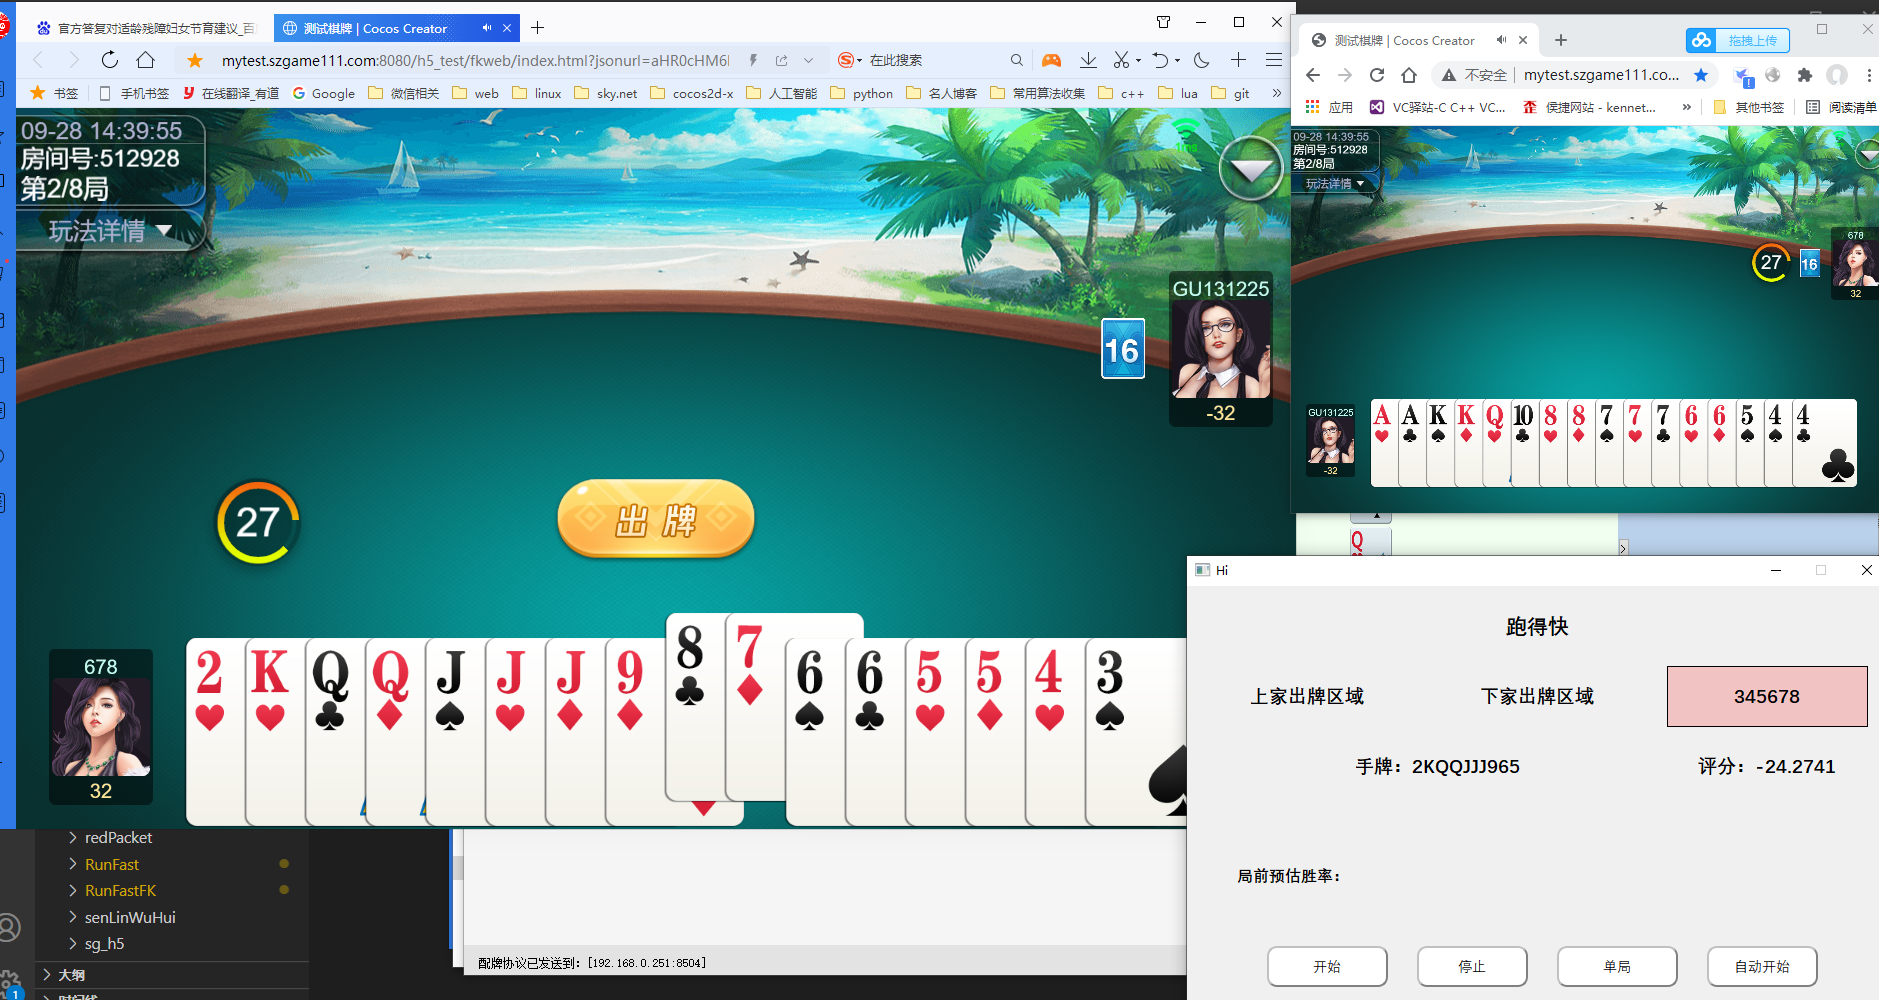 官方答复对适龄残障妇女节育建议_百
测试棋牌 | Cocos Creator
mytest.szgame111.com:8080/h5_test/fkweb/index.html?jsonurl=aHR0cHM6
在此搜索
书签 手机书签 在线翻译_有道 Google 微信相关 web linux sky.net cocos2d-x 人工智能 python 名人博客 常用算法收集 c++ lua git »
09-28 14:39:55
房间号:512928
第2/8局
玩法详情
1ms
GU131225
16
-32
27
出牌
678
32
2 K Q Q J J J 9 8 7 6 6 5 5 4 3
测试棋牌 | Cocos Creator
拖拽上传
不安全 mytest.szgame111.co...
应用 VC驿站-C C++ VC... 侯捷网站 - kennet... » 其他书签 阅读清单
09-28 14:39:55
房间号:512928
第2/8局
玩法详情
678
27
16
32
GU131225
-32
A A K K Q 10 8 8 7 7 7 6 6 5 4 4
Q
Hi
跑得快
上家出牌区域 下家出牌区域 345678
手牌：2KQQJJJ965 评分：-24.2741
局前预估胜率：
开始 停止 单局 自动开始
redPacket
RunFast
RunFastFK
senLinWuHui
sg_h5
大纲
时间线
1
配牌协议已发送到：[192.168.0.251:8504]